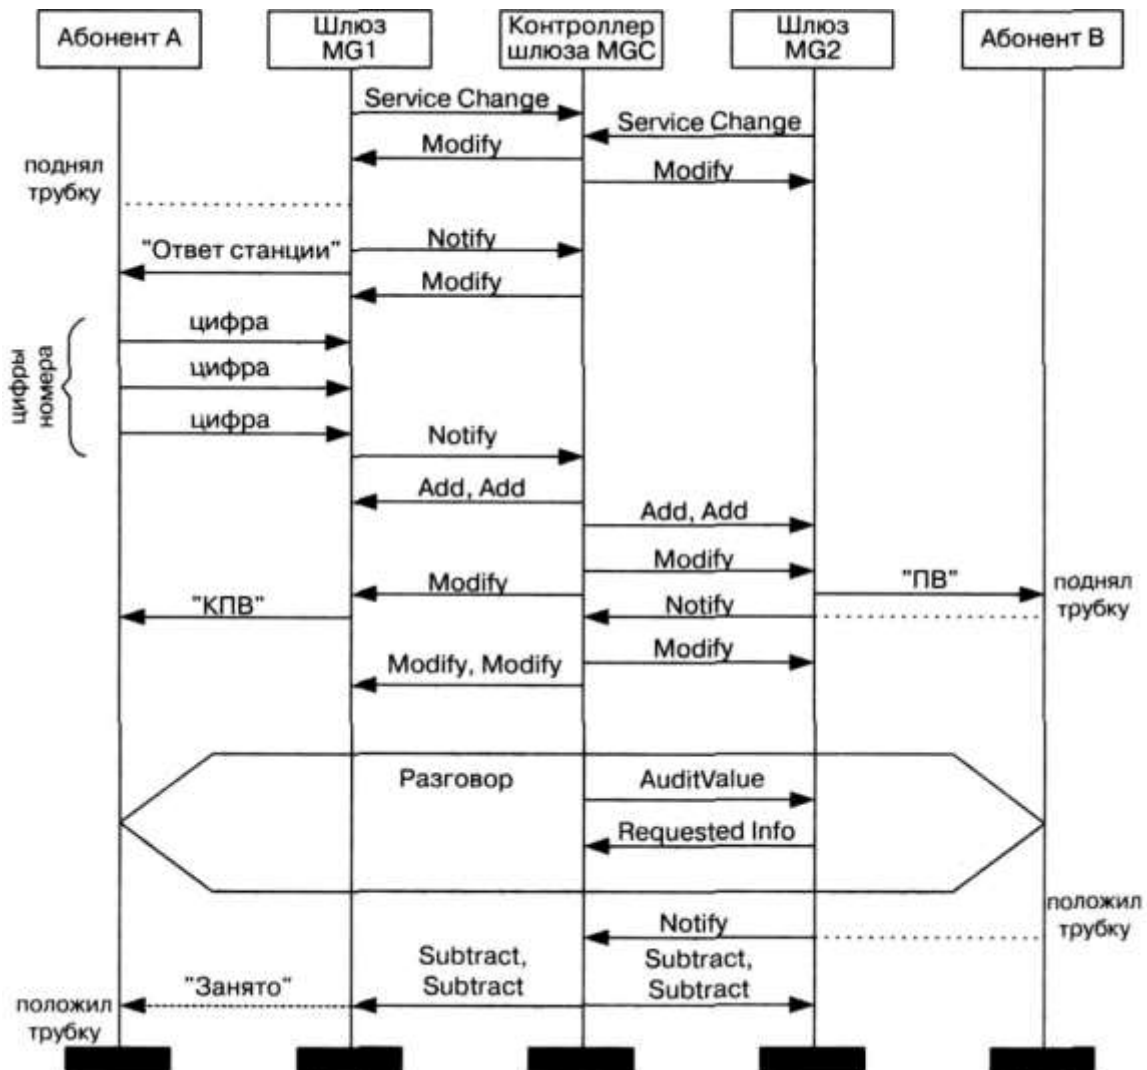 Абонент А
Шлюз
MG1
Контроллер
шлюза MGC
Шлюз
MG2
Абонент В
Service Change
Service Change
Modify
поднял
трубку
Modify
"Ответ станции"
Notify
Modify
цифры
номера
цифра
цифра
цифра
Notify
Add, Add
Add, Add
Modify
Modify
"ПВ"
поднял
трубку
"КПВ"
Notify
Modify
Modify, Modify
Разговор
AuditValue
Requested Info
положил
трубку
Notify
Subtract,
Subtract
Subtract,
Subtract
"Занято"
положил
трубку